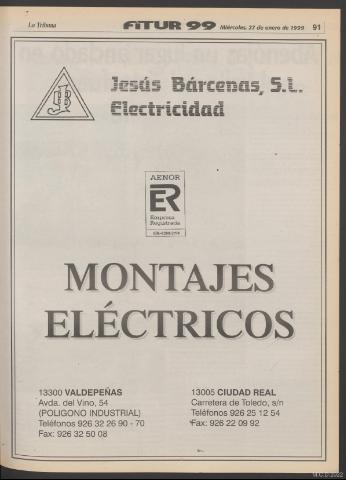 La Tribuna
FITUR 99
Miércoles, 27 de enero de 1999
91
JB
Jesús Bárcenas, S.L.
Electricidad
AENOR
ER
Empresa
Registrada
MONTAJES
ELÉCTRICOS
13300 VALDEPEÑAS
Avda. del Vino, 54
(POLIGONO INDUSTRIAL)
Teléfonos 926 32 26 90 - 70
Fax: 926 32 50 08
13005 CIUDAD REAL
Carretera de Toledo, s/n
Teléfonos 926 25 12 54
Fax: 926 22 09 92